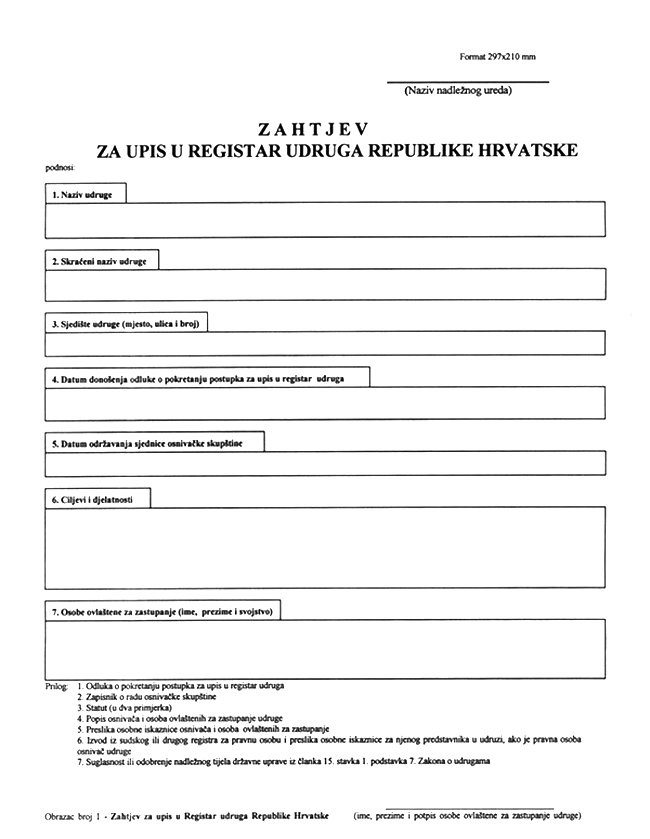 Format 297x210 mm
(Naziv nadležnog ureda)
Z A H T J E V
ZA UPIS U REGISTAR UDRUGA REPUBLIKE HRVATSKE
podnosi:
1. Naziv udruge
2. Skraćeni naziv udruge
3. Sjedište udruge (mjesto, ulica i broj)
4. Datum donošenja odluke o pokretanju postupka za upis u registar udruga
5. Datum održavanja sjednice osnivačke skupštine
6. Ciljevi i djelatnosti
7. Osobe ovlaštene za zastupanje (ime, prezime i svojstvo)
Prilog: 1. Odluka o pokretanju postupka za upis u registar udruga
2. Zapisnik o radu osnivačke skupštine
3. Statut (u dva primjerka)
4. Popis osnivača i osoba ovlaštenih za zastupanje udruge
5. Preslika osobne iskaznice osnivača i osoba ovlaštenih za zastupanje
6. Izvod iz sudskog ili drugog registra za pravnu osobu i preslika osobne iskaznice za njenog predstavnika u udruzi, ako je pravna osoba
osnivač udruge
7. Suglasnost ili odobrenje nadležnog tijela državne uprave iz članka 15. stavka 1. podstavka 7. Zakona o udrugama
Obrazac broj 1 - Zahtjev za upis u Registar udruga Republike Hrvatske (ime, prezime i potpis osobe ovlaštene za zastupanje udruge)